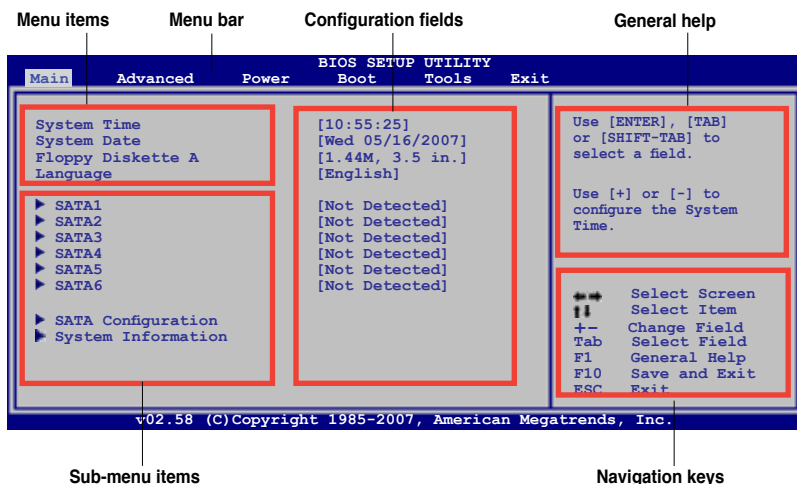 Menu items Menu bar Configuration fields General help
BIOS SETUP UTILITY
Main Advanced Power Boot Tools Exit
System Time [10:55:25]
System Date [Wed 05/16/2007]
Floppy Diskette A [1.44M, 3.5 in.]
Language [English]
SATA1 [Not Detected]
SATA2 [Not Detected]
SATA3 [Not Detected]
SATA4 [Not Detected]
SATA5 [Not Detected]
SATA6 [Not Detected]
SATA Configuration
System Information
Use [ENTER], [TAB]
or [SHIFT-TAB] to
select a field.
Use [+] or [-] to
configure the System
Time.
←→ Select Screen
↑↓ Select Item
+- Change Field
Tab Select Field
F1 General Help
F10 Save and Exit
ESC Exit
v02.58 (C)Copyright 1985-2007, American Megatrends, Inc.
Sub-menu items Navigation keys